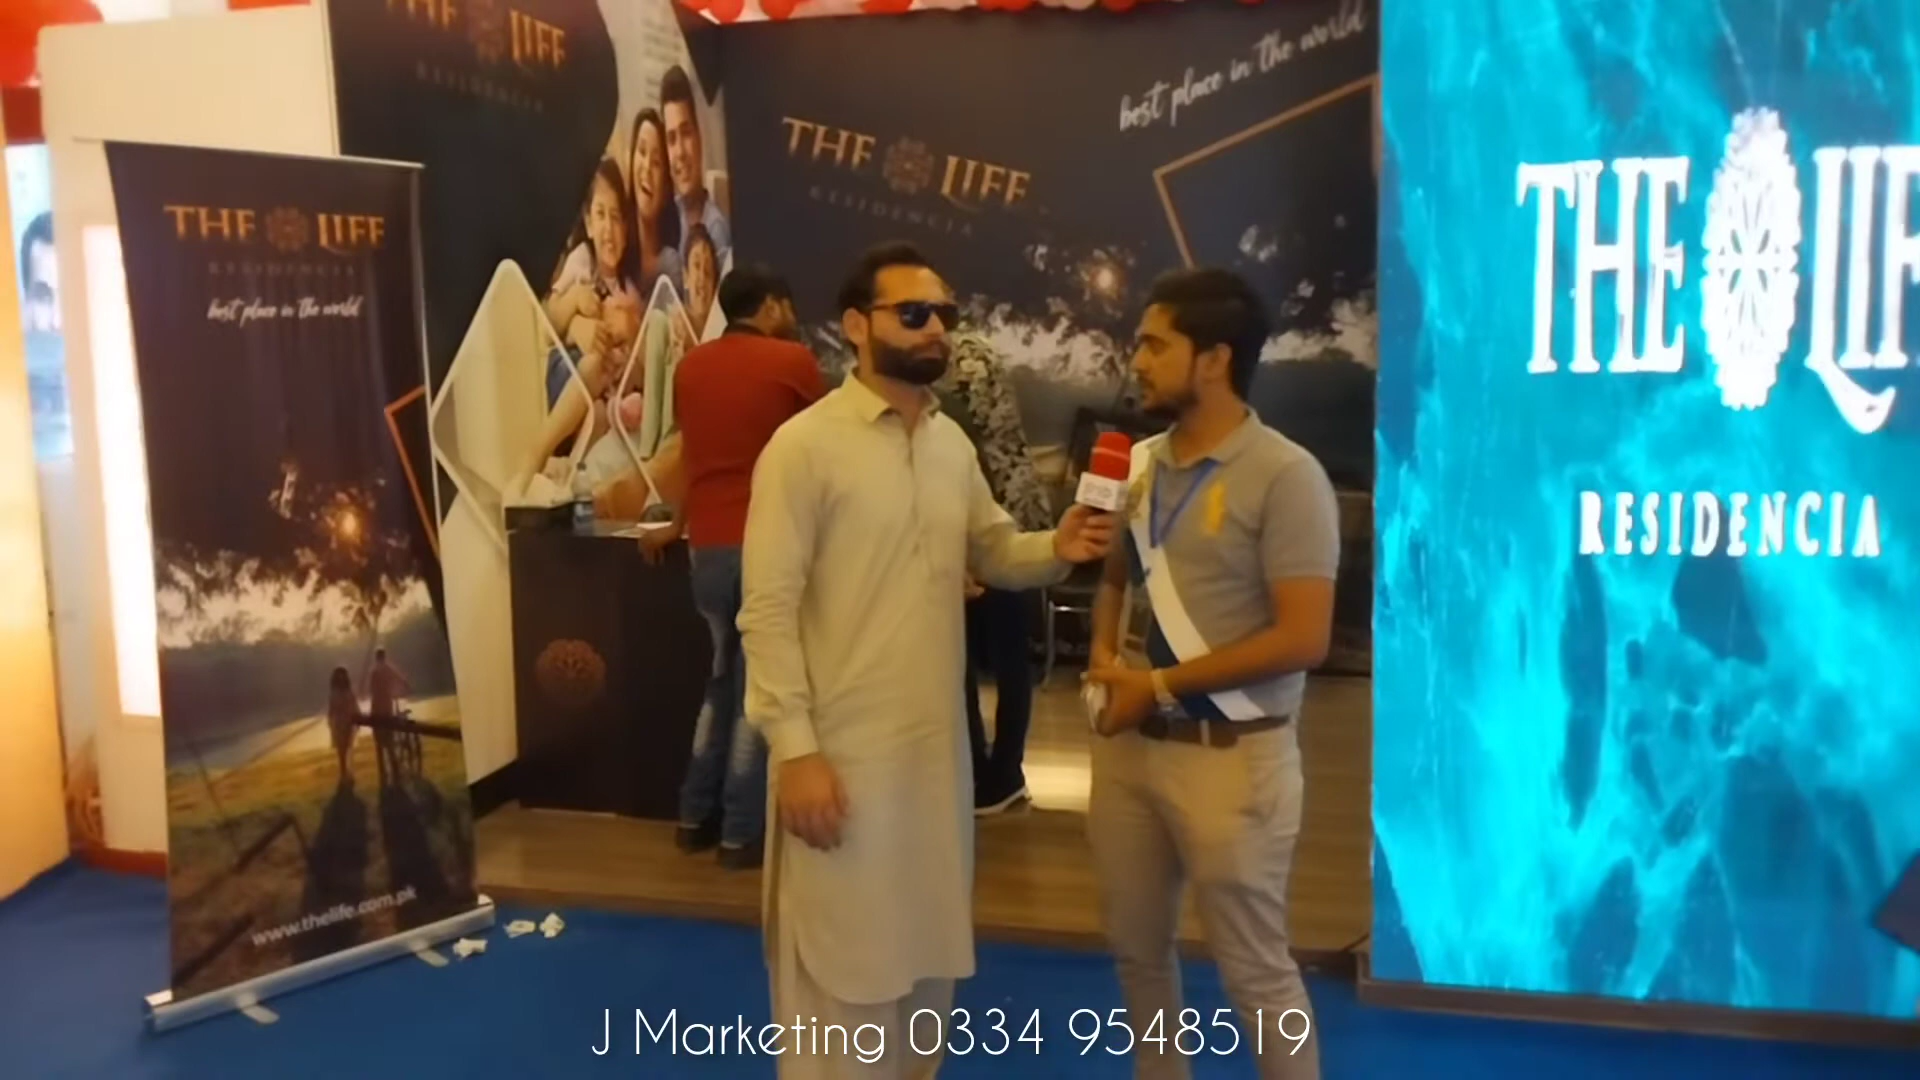 THE LIFE
RESIDENCIA
THE LIFE
RESIDENCIA
best place in the world
www.thelife.com.pk
THE LIFE
RESIDENCIA
best place in the world
THE LIF
RESIDENCIA
J Marketing 0334 9548519